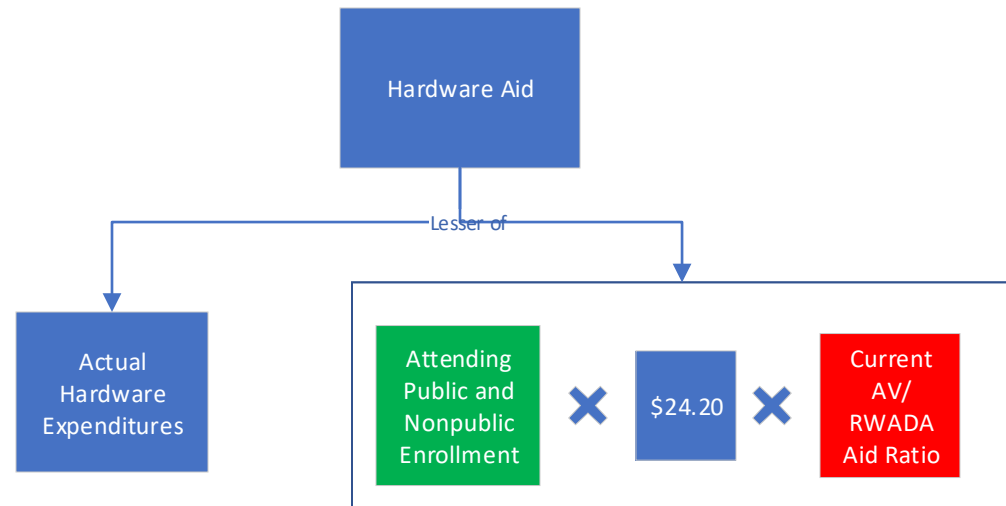 Hardware Aid
Lesser of
Actual
Hardware
Expenditures
Attending
Public and
Nonpublic
Enrollment
$24.20
Current
AV/
RWADA
Aid Ratio